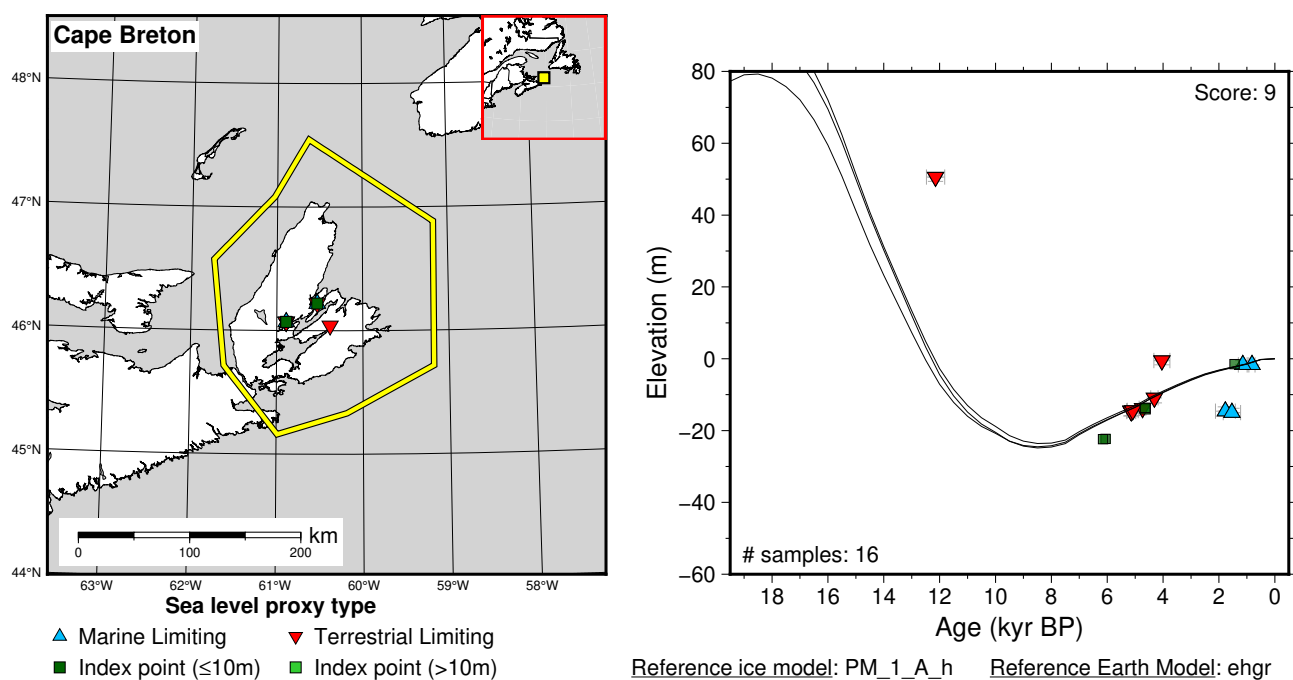 Cape Breton
48°N
47°N
46°N
45°N
44°N
63°W
62°W
61°W
60°W
59°W
58°W
km
0
100
200
Sea level proxy type
Marine Limiting
Terrestrial Limiting
Index point (≤10m)
Index point (>10m)
Score: 9
80
60
40
20
0
−20
−40
−60
Elevation (m)
# samples: 16
18
16
14
12
10
8
6
4
2
0
Age (kyr BP)
Reference ice model: PM_1_A_h
Reference Earth Model: ehgr